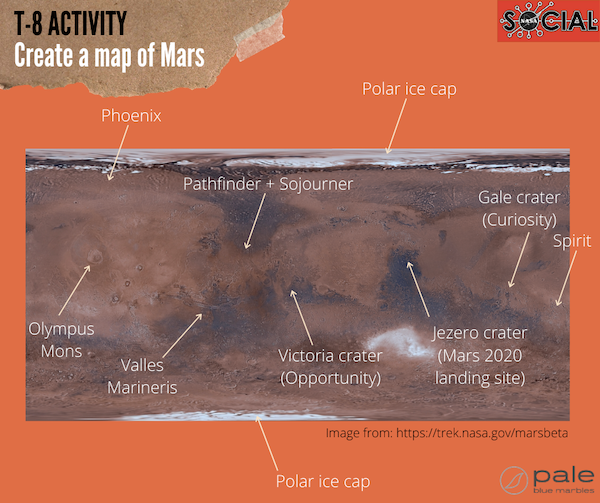 T-8 ACTIVITY
Create a map of Mars
NASA
SOCIAL
Polar ice cap
Phoenix
Pathfinder + Sojourner
Gale crater
(Curiosity)
Spirit
Olympus
Mons
Valles
Marineris
Victoria crater
(Opportunity)
Jezero crater
(Mars 2020
landing site)
Image from: https://trek.nasa.gov/marsbeta
Polar ice cap
pale
blue marbles